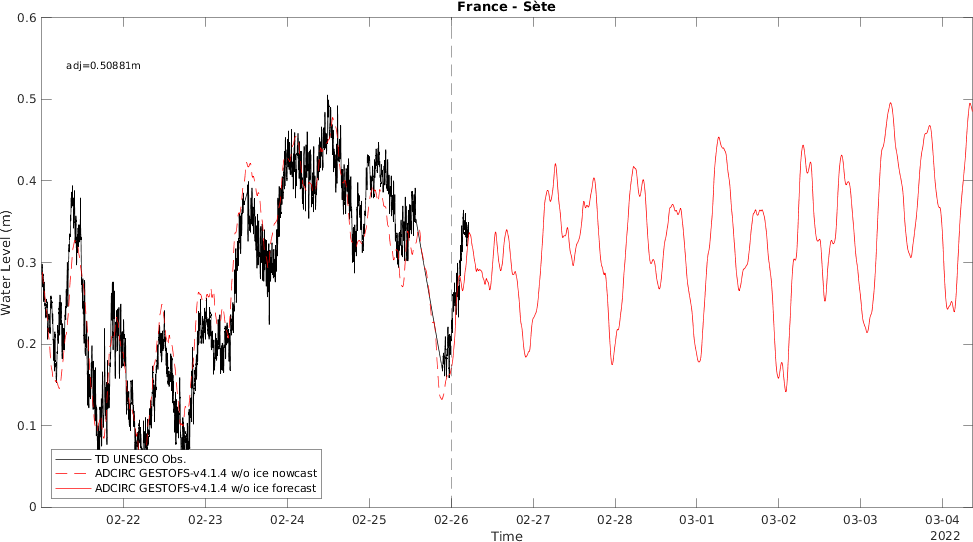 France - Sète
0.6
adj=0.50881m
0.5
0.4
0.3
0.2
0.1
0
Water Level (m)
TD UNESCO Obs.
ADCIRC GESTOFS-v4.1.4 w/o ice nowcast
ADCIRC GESTOFS-v4.1.4 w/o ice forecast
02-22 02-23 02-24 02-25 02-26 02-27 02-28 03-01 03-02 03-03 03-04
Time
2022